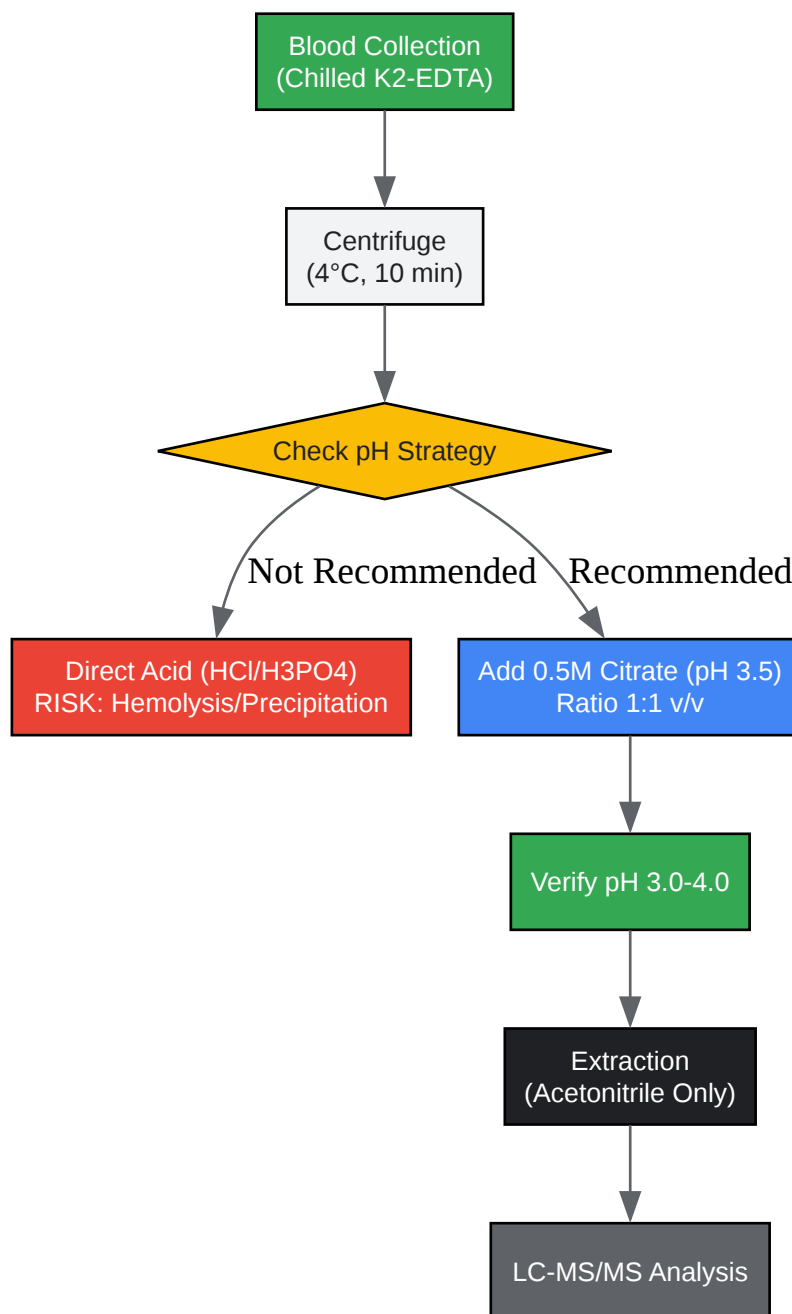 Blood Collection
(Chilled K2-EDTA)
Centrifuge
(4°C, 10 min)
Check pH Strategy
Not Recommended
Recommended
Direct Acid (HCl/H3PO4)
RISK: Hemolysis/Precipitation
Add 0.5M Citrate (pH 3.5)
Ratio 1:1 v/v
Verify pH 3.0-4.0
Extraction
(Acetonitrile Only)
LC-MS/MS Analysis